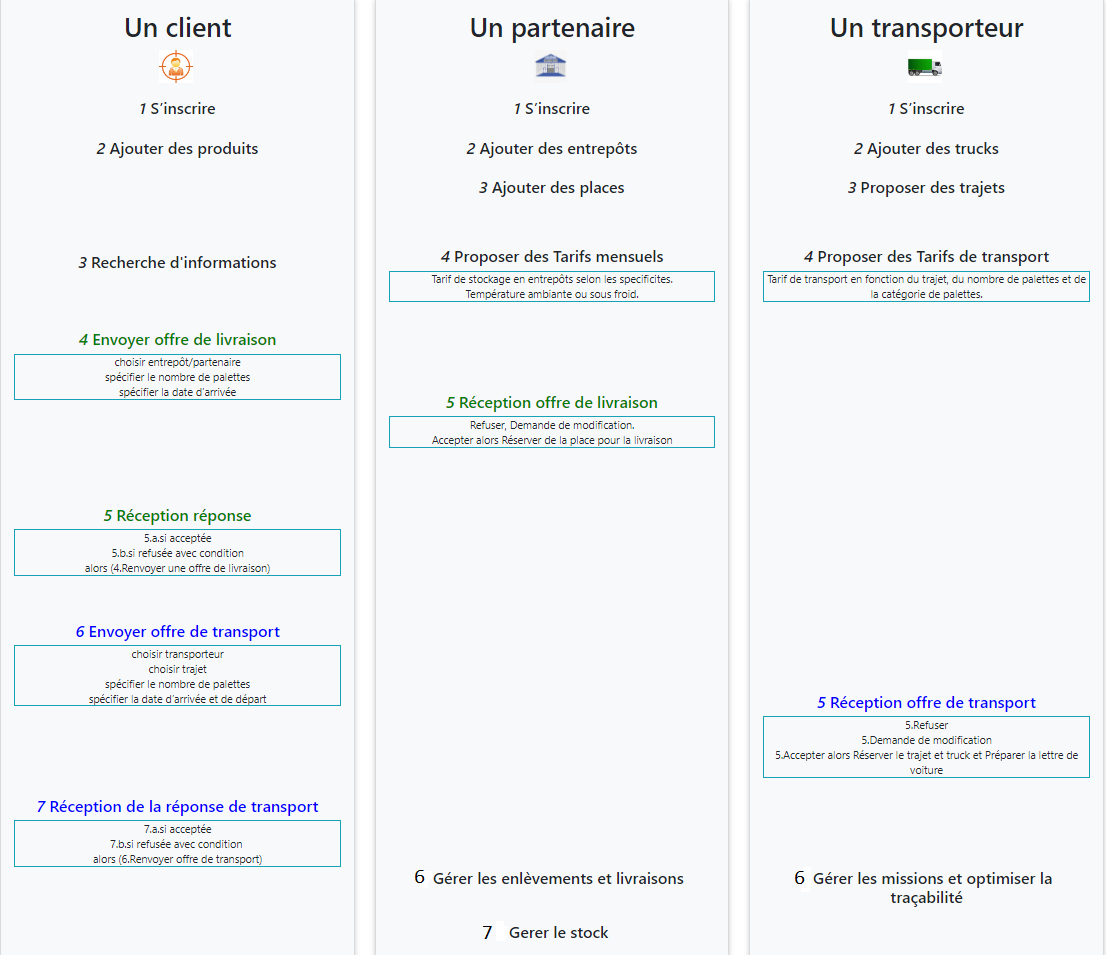 Un client
1 S'inscrire
2 Ajouter des produits
3 Recherche d'informations
4 Envoyer offre de livraison
choisir entrepôt/partenaire
spécifier le nombre de palettes
spécifier la date d'arrivée
5 Réception réponse
5.a.si acceptée
5.b.si refusée avec condition
alors (4.Renvoyer une offre de livraison)
6 Envoyer offre de transport
choisir transporteur
choisir trajet
spécifier le nombre de palettes
spécifier la date d'arrivée et de départ
7 Réception de la réponse de transport
7.a.si acceptée
7.b.si refusée avec condition
alors (6.Renvoyer offre de transport)
Un partenaire
1 S'inscrire
2 Ajouter des entrepôts
3 Ajouter des places
4 Proposer des Tarifs mensuels
Tarif de stockage en entrepôts selon les specificites.
Température ambiante ou sous froid.
5 Réception offre de livraison
Refuser, Demande de modification.
Accepter alors Réserver de la place pour la livraison
6 Gérer les enlèvements et livraisons
7 Gerer le stock
Un transporteur
1 S'inscrire
2 Ajouter des trucks
3 Proposer des trajets
4 Proposer des Tarifs de transport
Tarif de transport en fonction du trajet, du nombre de palettes et de
la catégorie de palettes.
5 Réception offre de transport
5.Refuser
5.Demande de modification
5.Accepter alors Réserver le trajet et truck et Préparer la lettre de
voiture
6 Gérer les missions et optimiser la
traçabilité